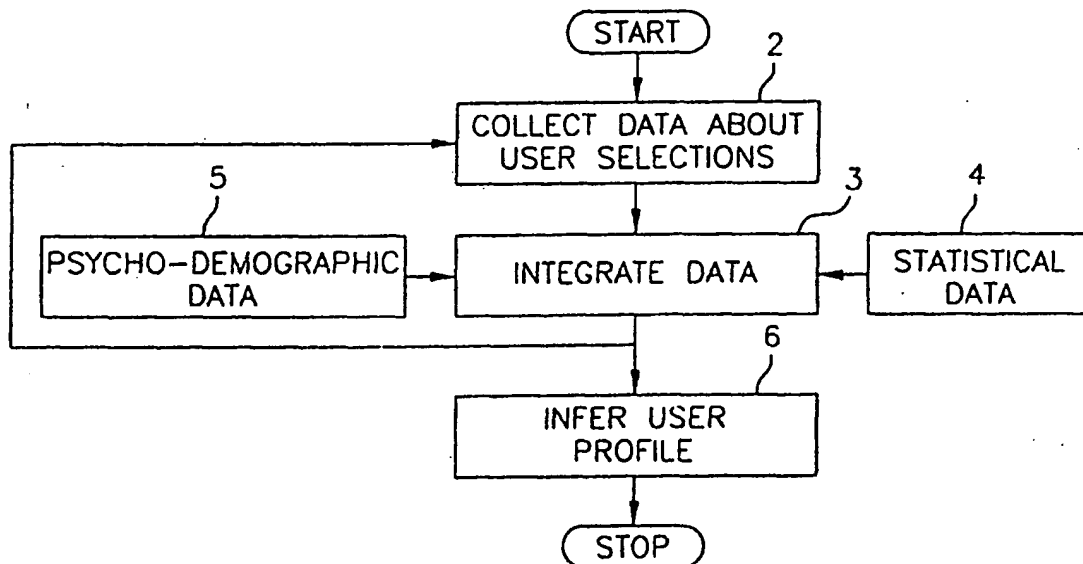 START
2
COLLECT DATA ABOUT
USER SELECTIONS
5
3
4
PSYCHO-DEMOGRAPHIC
DATA
INTEGRATE DATA
STATISTICAL
DATA
6
INFER USER
PROFILE
STOP